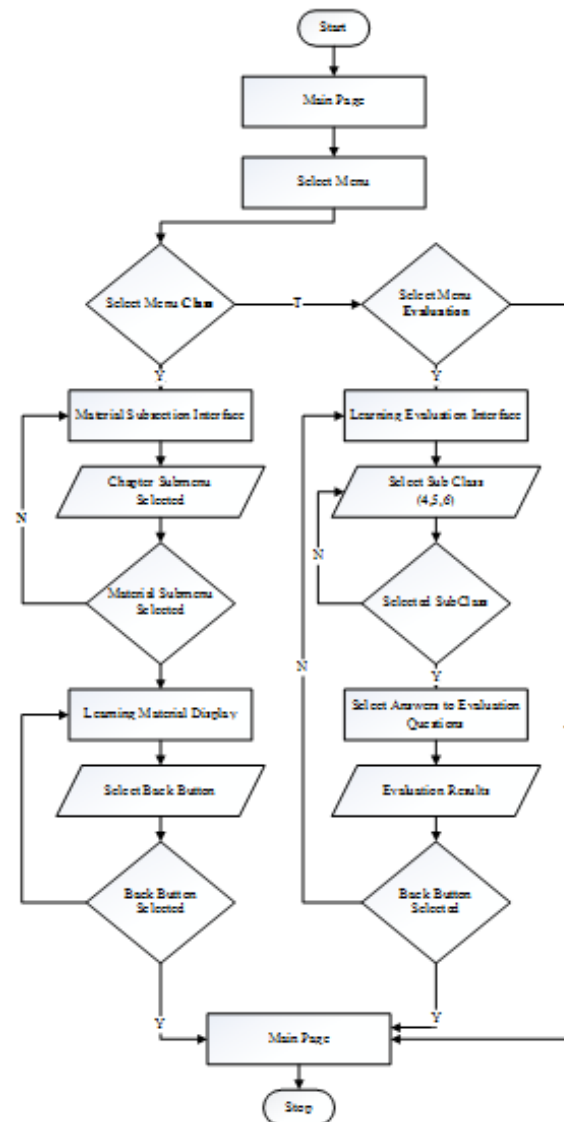 Start
Main Page
Select Menu
Select Menu Class
T
Select Menu
Evaluation
Y
Y
Material Subsection Interface
Learning Evaluation Interface
Chapter Submenu
Selected
Select Sub Class
(4,5,6)
N
N
Material Submenu
Selected
Selected SubClass
N
Y
Learning Material Display
Select Answers to Evaluation
Questions
Select Back Button
Evaluation Results
Back Button
Selected
Back Button
Selected
Y
Y
Main Page
Stop